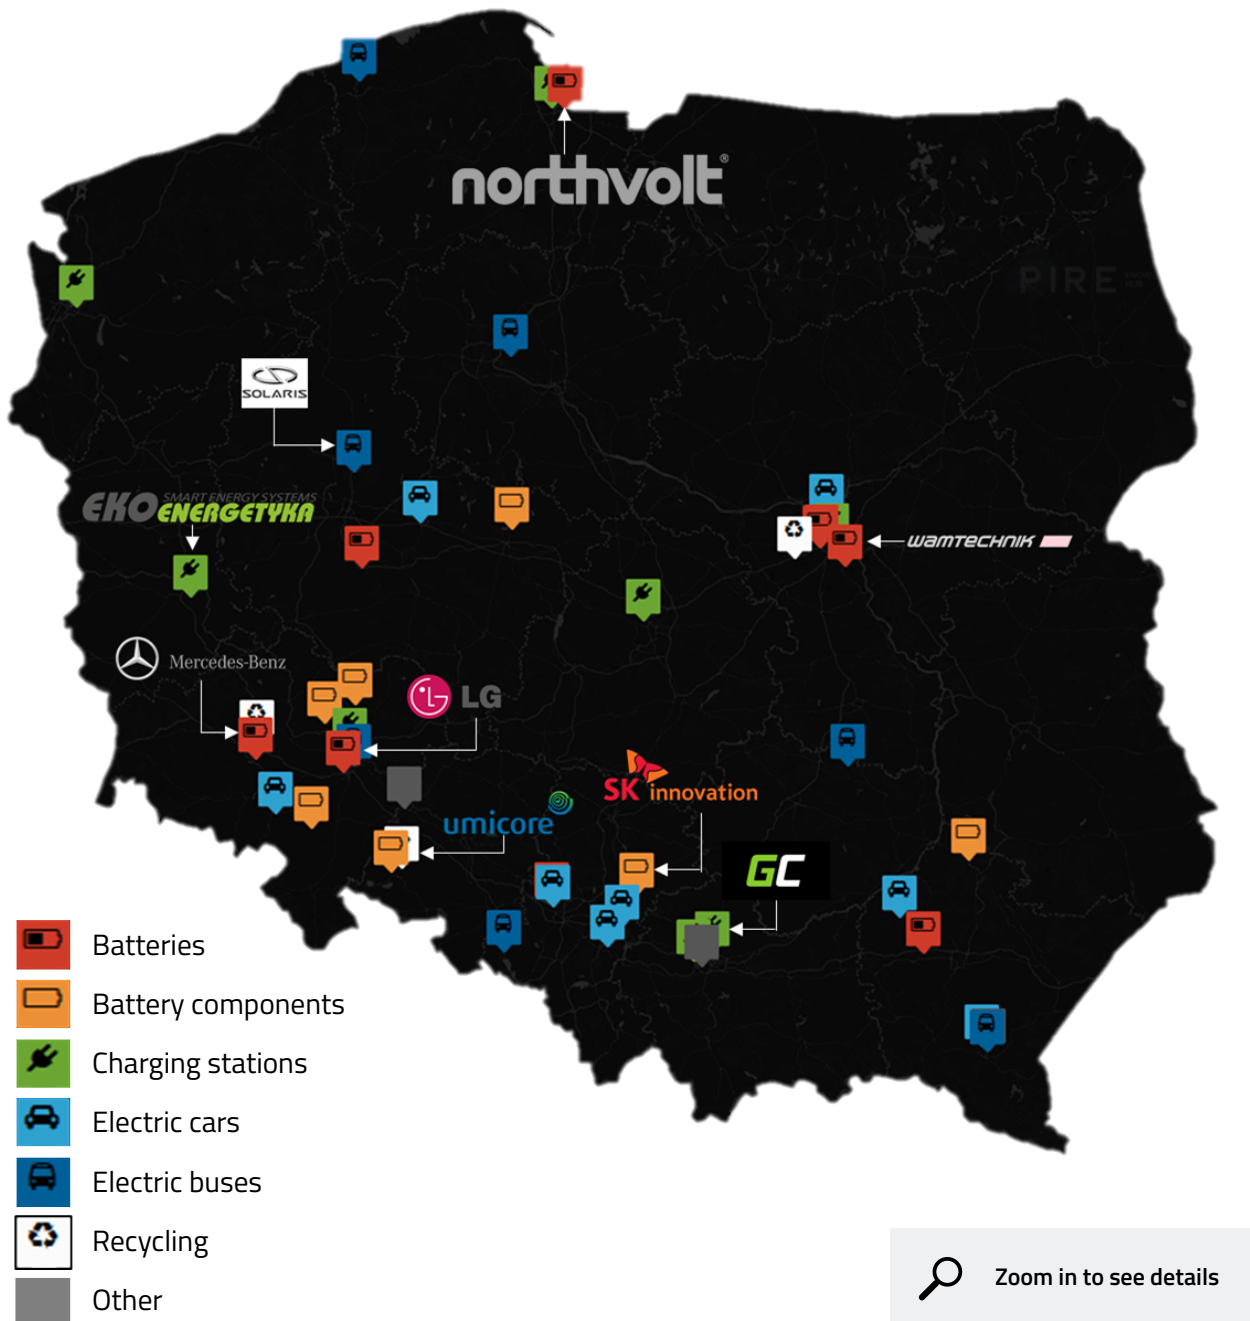 northvolt®
PIRE
SOLARIS
EKO SMART ENERGY SYSTEMS
ENERGETYKA
WAMTECHNIK
Mercedes-Benz
LG
SK innovation
umicore
GC
Batteries
Battery components
Charging stations
Electric cars
Electric buses
Recycling
Other
Zoom in to see details